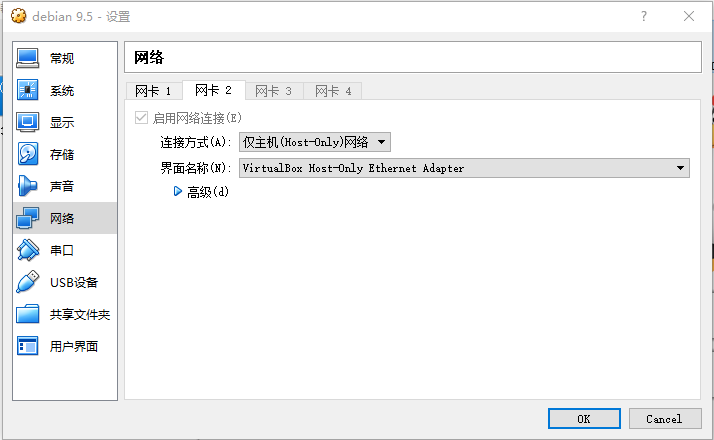 debian 9.5 - 设置
常规
系统
显示
存储
声音
网络
串口
USB设备
共享文件夹
用户界面
网络
网卡 1 网卡 2 网卡 3 网卡 4
启用网络连接(E)
连接方式(A): 仅主机(Host-Only)网络
界面名称(N): VirtualBox Host-Only Ethernet Adapter
高级(d)
OK Cancel